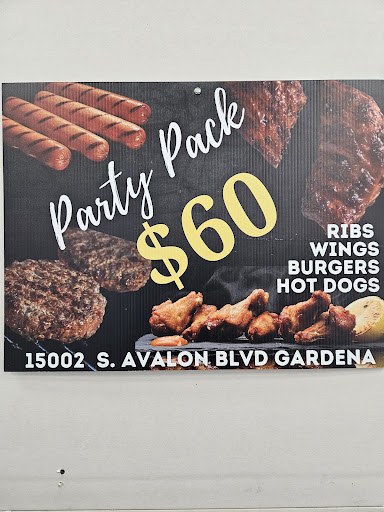 Party Pack
$60
RIBS
WINGS
BURGERS
HOT DOGS
15002 S. AVALON BLVD GARDENA